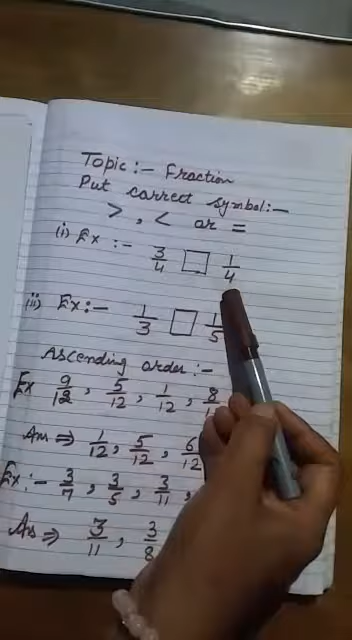 Topic:- Fraction
Put correct symbol:-
> , < or =
(i) Ex :- 3/4 □ 1/4
(ii) Ex:- 1/3 □ 1/5
Ascending order:-
Ex 9/12, 5/12, 1/12, 8/
Ans ⇒ 1/12, 5/12, 6/12
Ex:- 3/7, 3/5, 3/11,
Ans ⇒ 3/11, 3/8